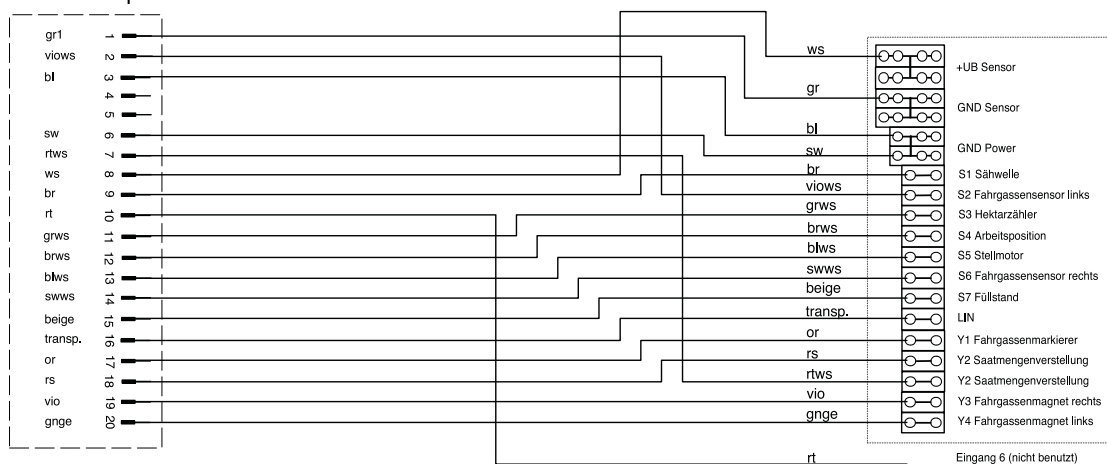 gr1 1
viows 2
bl 3
4
5
sw 6
rtws 7
ws 8
br 9
rt 10
grws 11
brws 12
blws 13
swws 14
beige 15
transp. 16
or 17
rs 18
vio 19
gnge 20
ws +UB Sensor
gr GND Sensor
bl GND Power
sw
br S1 Sähwelle
viows S2 Fahrgassensensor links
grws S3 Hektarzähler
brws S4 Arbeitsposition
blws S5 Stellmotor
swws S6 Fahrgassensensor rechts
beige S7 Füllstand
transp. LIN
or Y1 Fahrgassenmarkierer
rs Y2 Saatmengenverstellung
rtws Y2 Saatmengenverstellung
vio Y3 Fahrgassenmagnet rechts
gnge Y4 Fahrgassenmagnet links
rt Eingang 6 (nicht benutzt)